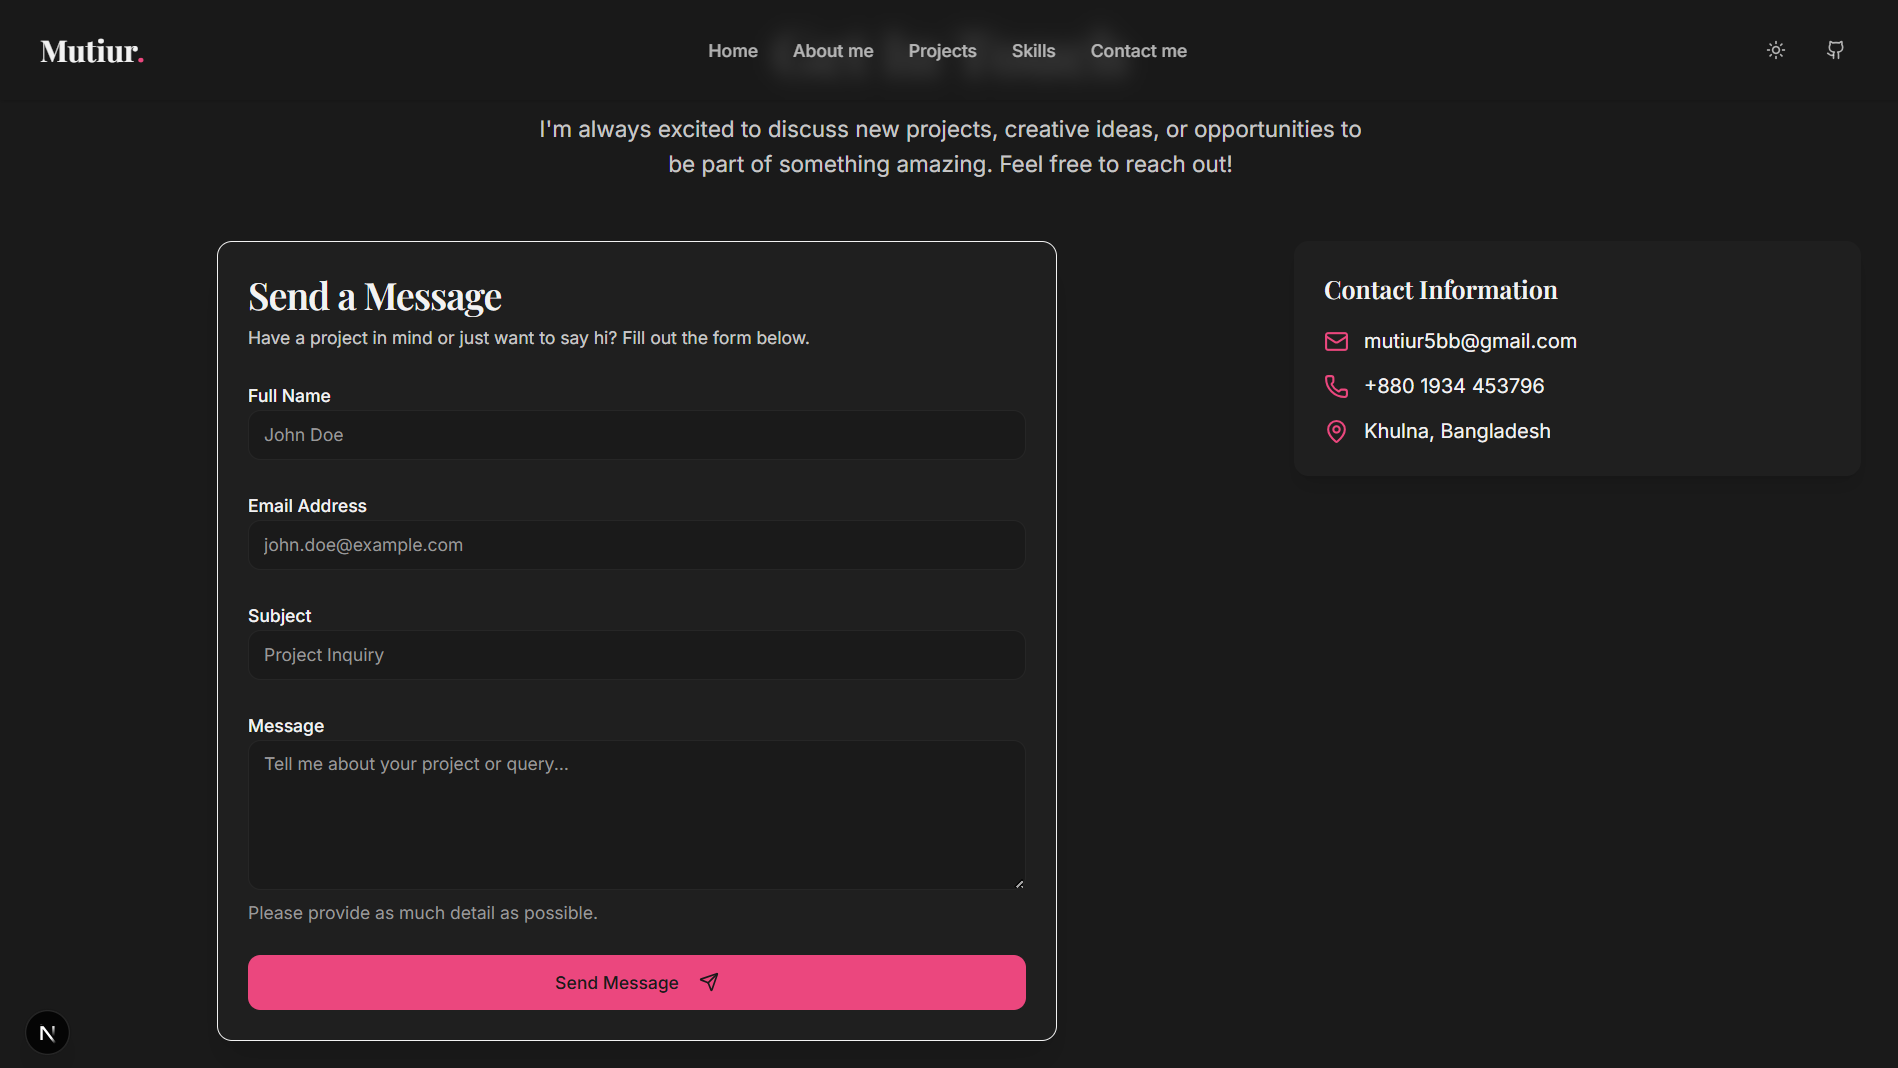 Mutiur.
Home
About me
Projects
Skills
Contact me
I'm always excited to discuss new projects, creative ideas, or opportunities to
be part of something amazing. Feel free to reach out!
Send a Message
Have a project in mind or just want to say hi? Fill out the form below.
Full Name
John Doe
Email Address
john.doe@example.com
Subject
Project Inquiry
Message
Tell me about your project or query...
Please provide as much detail as possible.
Send Message
Contact Information
mutiur5bb@gmail.com
+880 1934 453796
Khulna, Bangladesh
N